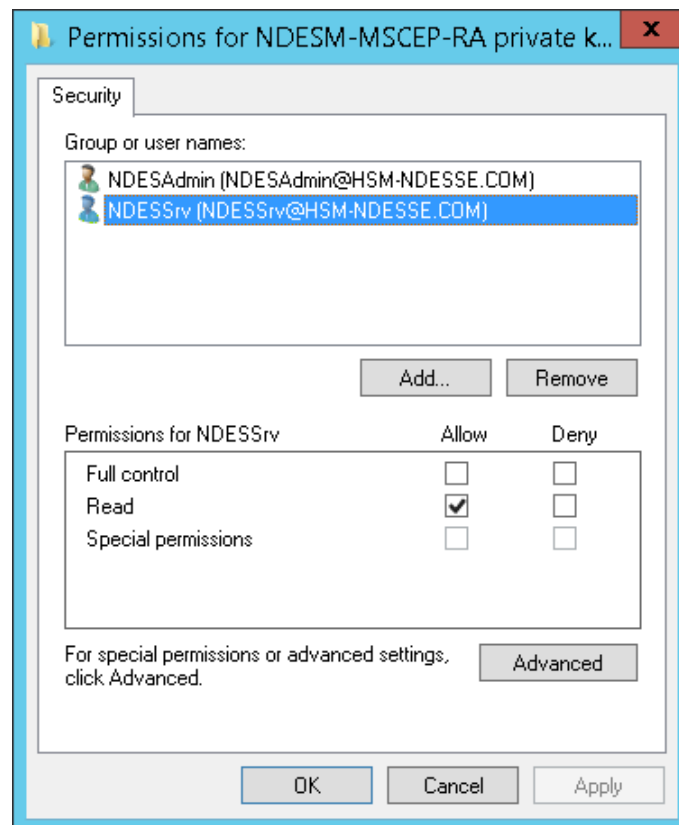 Permissions for NDESM-MSCEP-RA private k... x
Security
Group or user names:
NDESAdmin (NDESAdmin@HSM-NDESSE.COM)
NDESSrv (NDESSrv@HSM-NDESSE.COM)
Add... Remove
Permissions for NDESSrv Allow Deny
Full control
Read
Special permissions
For special permissions or advanced settings, Advanced
click Advanced.
OK Cancel Apply